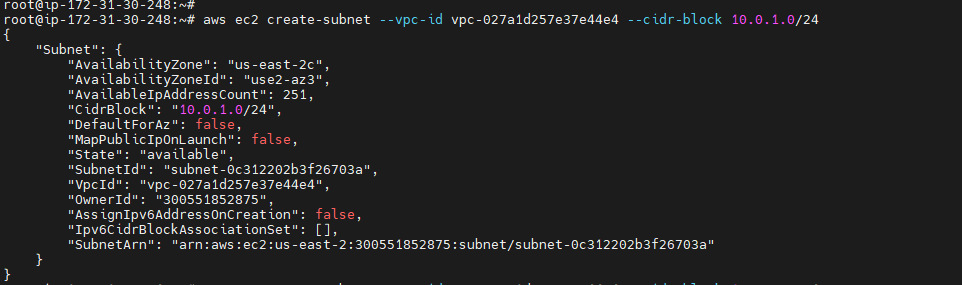 root@ip-172-31-30-248:~#
root@ip-172-31-30-248:~# aws ec2 create-subnet --vpc-id vpc-027a1d257e37e44e4 --cidr-block 10.0.1.0/24
{
    "Subnet": {
        "AvailabilityZone": "us-east-2c",
        "AvailabilityZoneId": "use2-az3",
        "AvailableIpAddressCount": 251,
        "CidrBlock": "10.0.1.0/24",
        "DefaultForAz": false,
        "MapPublicIpOnLaunch": false,
        "State": "available",
        "SubnetId": "subnet-0c312202b3f26703a",
        "VpcId": "vpc-027a1d257e37e44e4",
        "OwnerId": "300551852875",
        "AssignIpv6AddressOnCreation": false,
        "Ipv6CidrBlockAssociationSet": [],
        "SubnetArn": "arn:aws:ec2:us-east-2:300551852875:subnet/subnet-0c312202b3f26703a"
    }
}